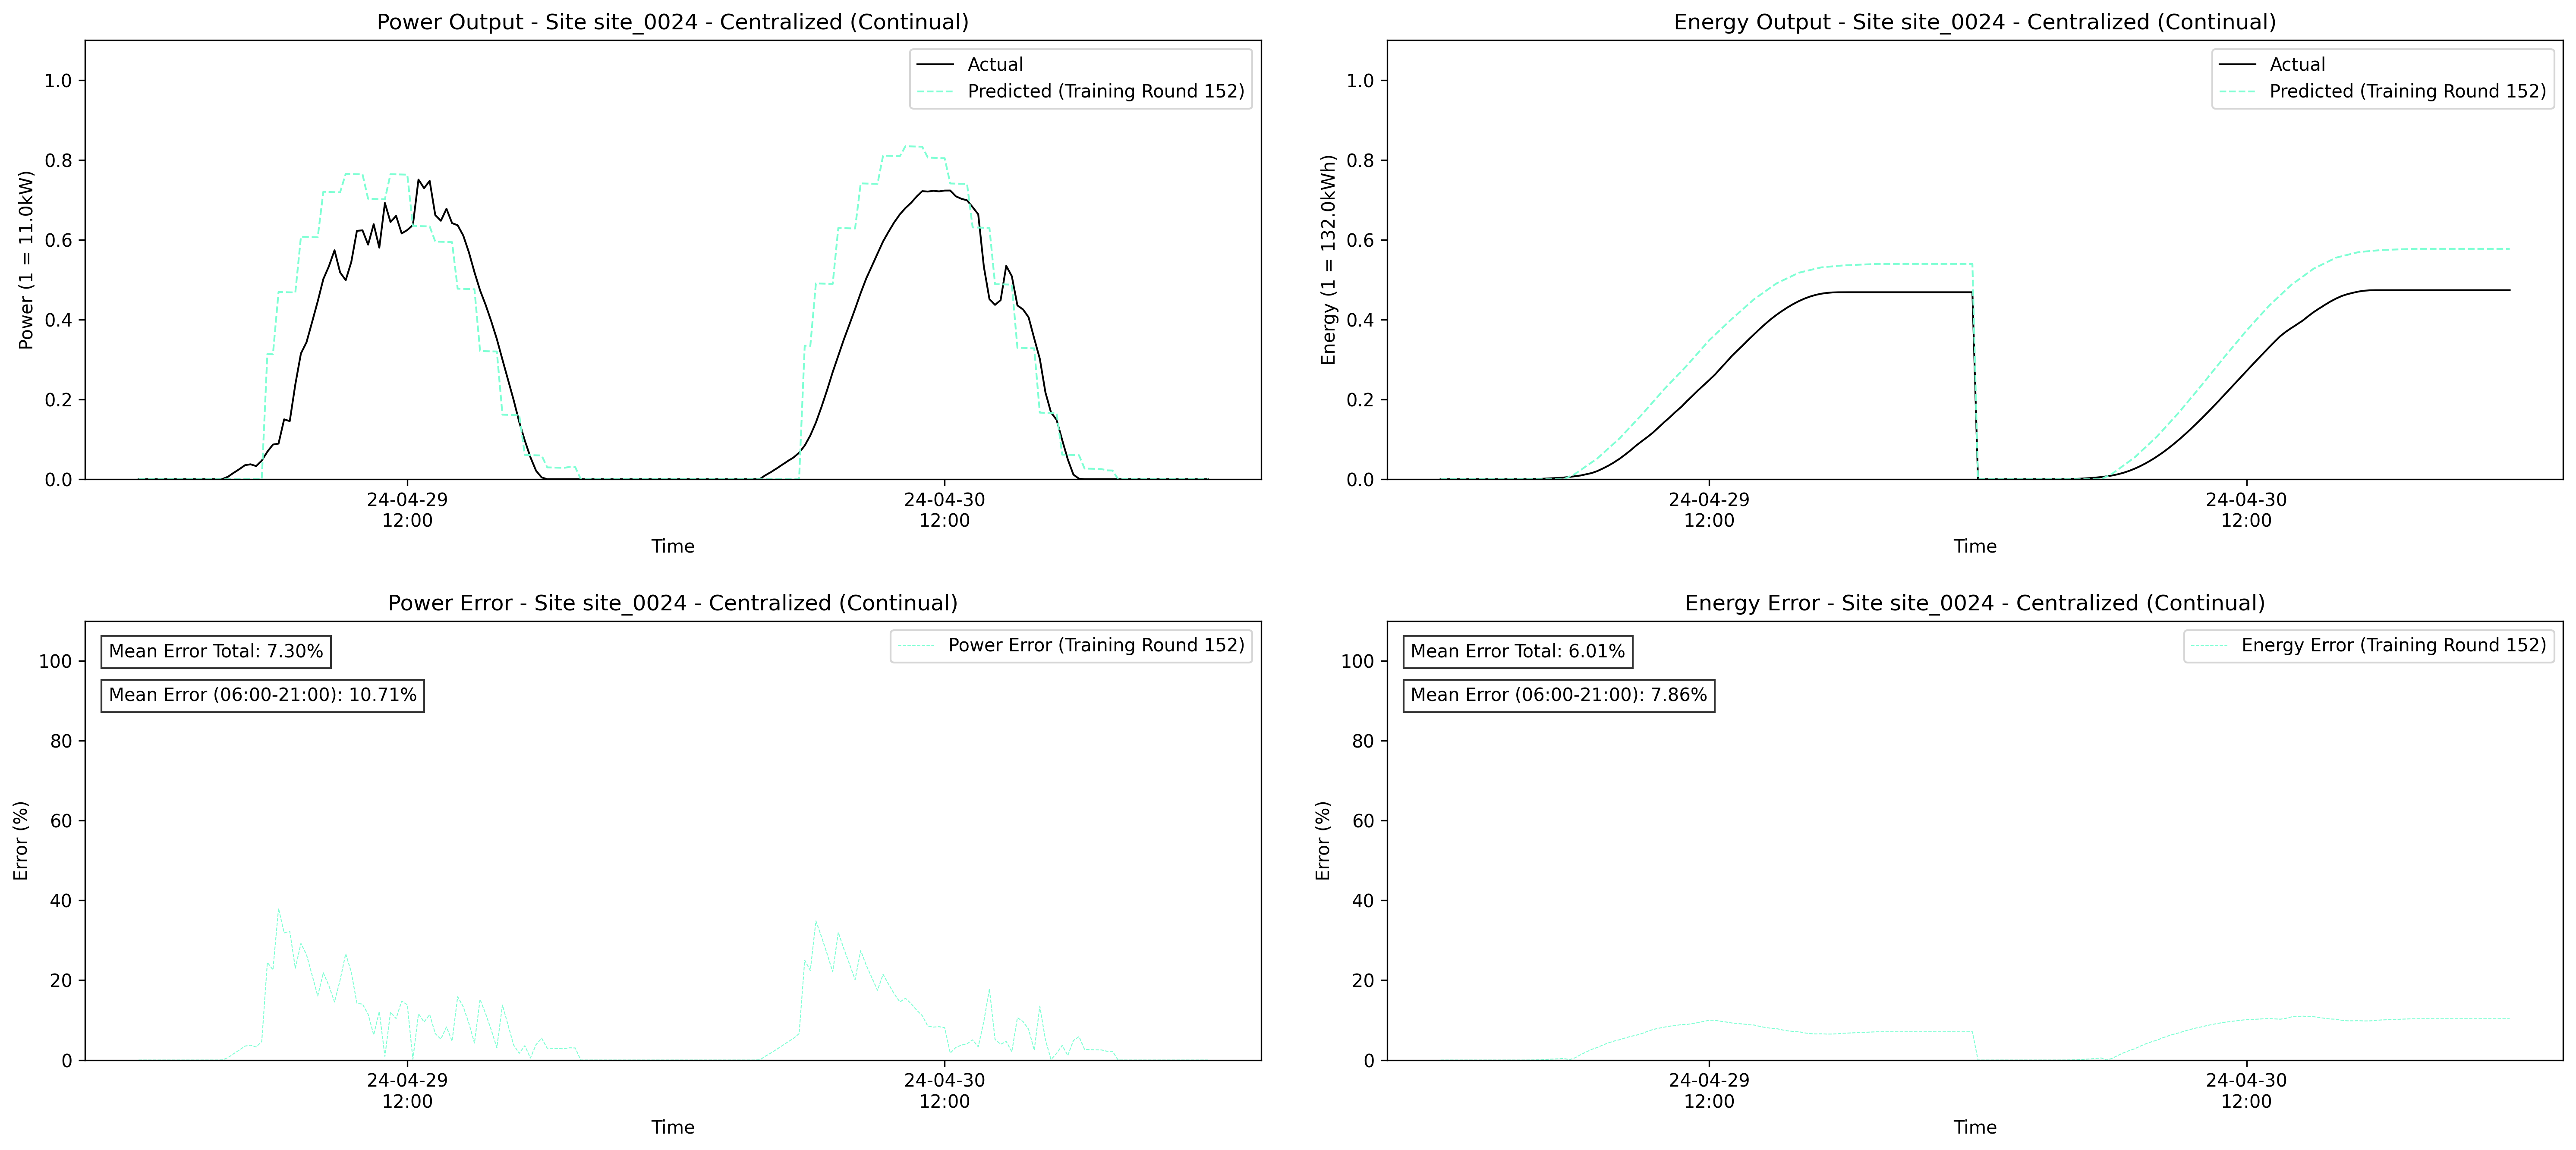 Power Output - Site site_0024 - Centralized (Continual)
Power (1 = 11.0kW)
1.0
0.8
0.6
0.4
0.2
0.0
Actual
Predicted (Training Round 152)
24-04-29
12:00
24-04-30
12:00
Time
Energy Output - Site site_0024 - Centralized (Continual)
Energy (1 = 132.0kWh)
1.0
0.8
0.6
0.4
0.2
0.0
Actual
Predicted (Training Round 152)
24-04-29
12:00
24-04-30
12:00
Time
Power Error - Site site_0024 - Centralized (Continual)
Error (%)
100
80
60
40
20
0
Mean Error Total: 7.30%
Mean Error (06:00-21:00): 10.71%
Power Error (Training Round 152)
24-04-29
12:00
24-04-30
12:00
Time
Energy Error - Site site_0024 - Centralized (Continual)
Error (%)
100
80
60
40
20
0
Mean Error Total: 6.01%
Mean Error (06:00-21:00): 7.86%
Energy Error (Training Round 152)
24-04-29
12:00
24-04-30
12:00
Time